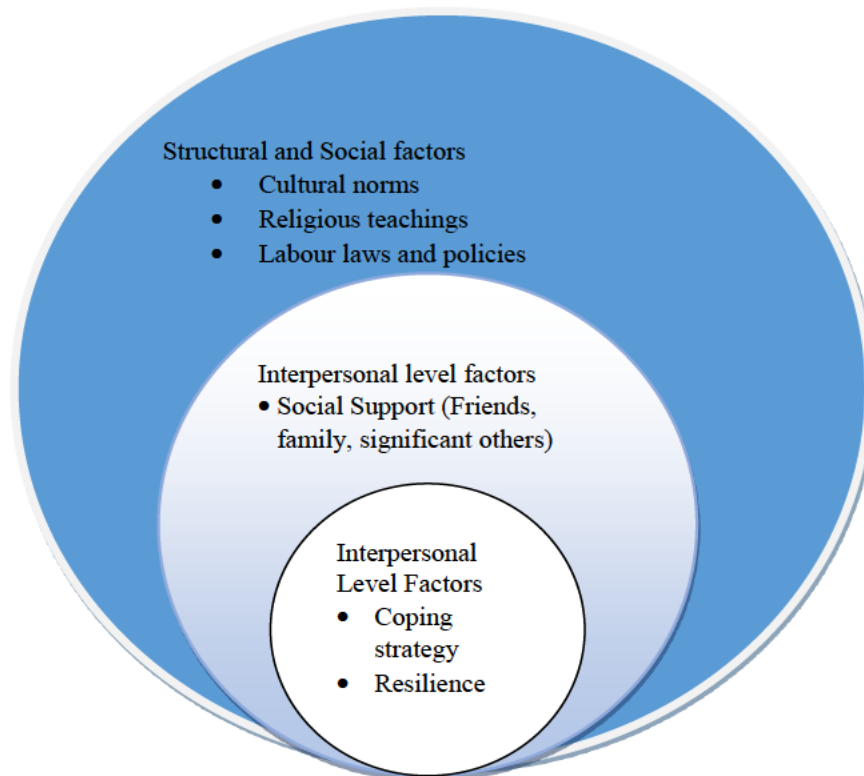 Structural and Social factors
• Cultural norms
• Religious teachings
• Labour laws and policies
Interpersonal level factors
• Social Support (Friends,
family, significant others)
Interpersonal
Level Factors
• Coping
strategy
• Resilience